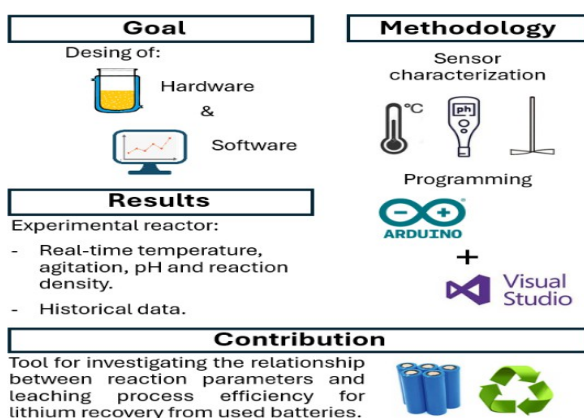 Goal
Desing of:
Hardware
&
Software
Results
Experimental reactor:
- Real-time temperature,
agitation, pH and reaction
density.
- Historical data.
Methodology
Sensor
characterization
°C
ph
Programming
ARDUINO
+
Visual
Studio
Contribution
Tool for investigating the relationship
between reaction parameters and
leaching process efficiency for
lithium recovery from used batteries.